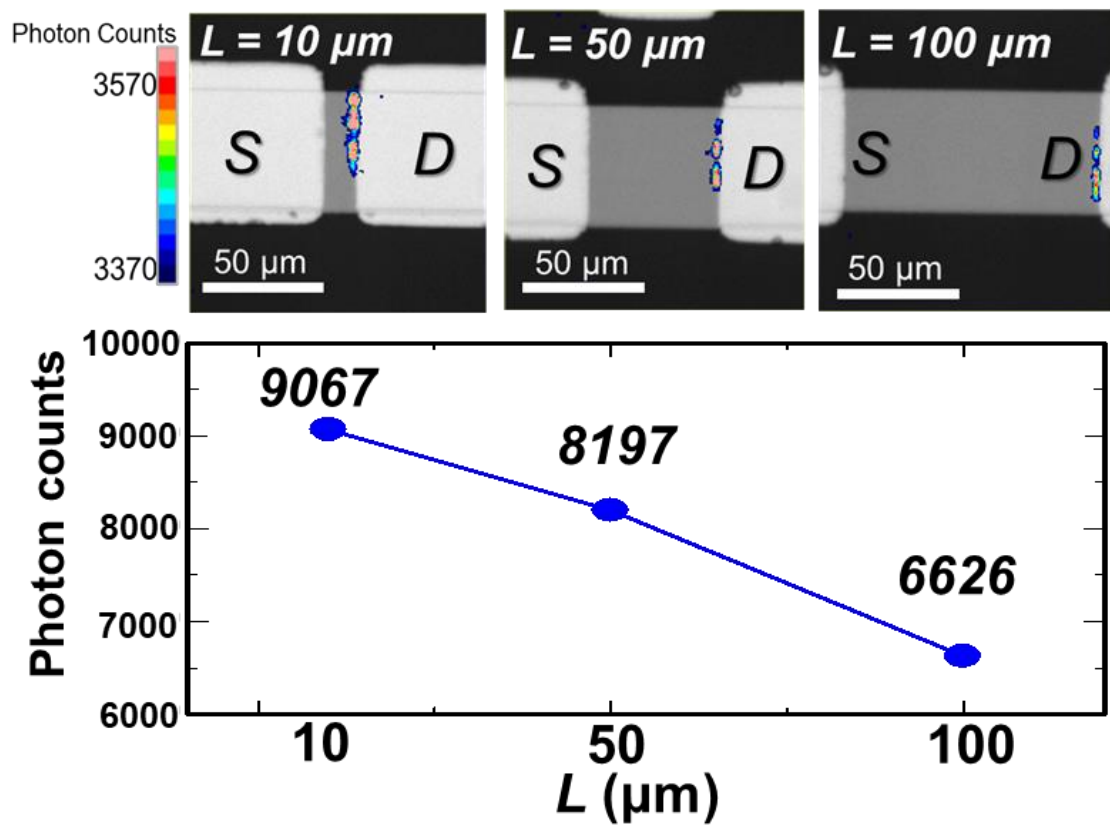 Photon Counts
3570
3370
L = 10 µm
S
D
50 µm
L = 50 µm
S
D
50 µm
L = 100 µm
S
D
50 µm
10000
9000
8000
7000
6000
Photon counts
9067
8197
6626
10
50
100
L (µm)